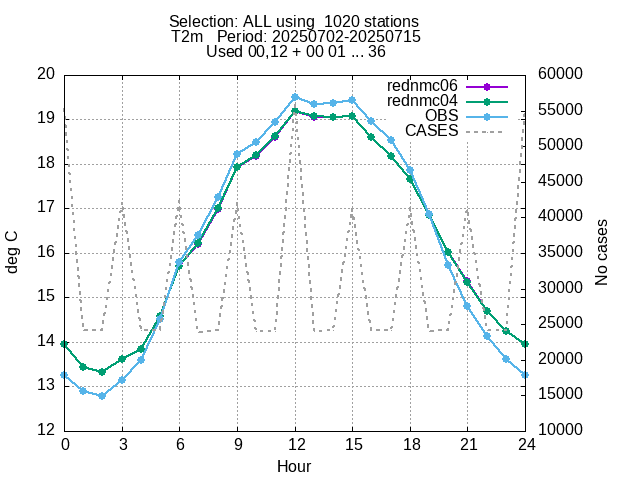 Selection: ALL using  1020 stations
T2m   Period: 20250702-20250715
Used 00,12 + 00 01 ... 36
rednmc06
rednmc04
OBS
CASES
20
19
18
17
16
15
14
13
12
deg C
60000
55000
50000
45000
40000
35000
30000
25000
20000
15000
10000
No cases
0 3 6 9 12 15 18 21 24
Hour